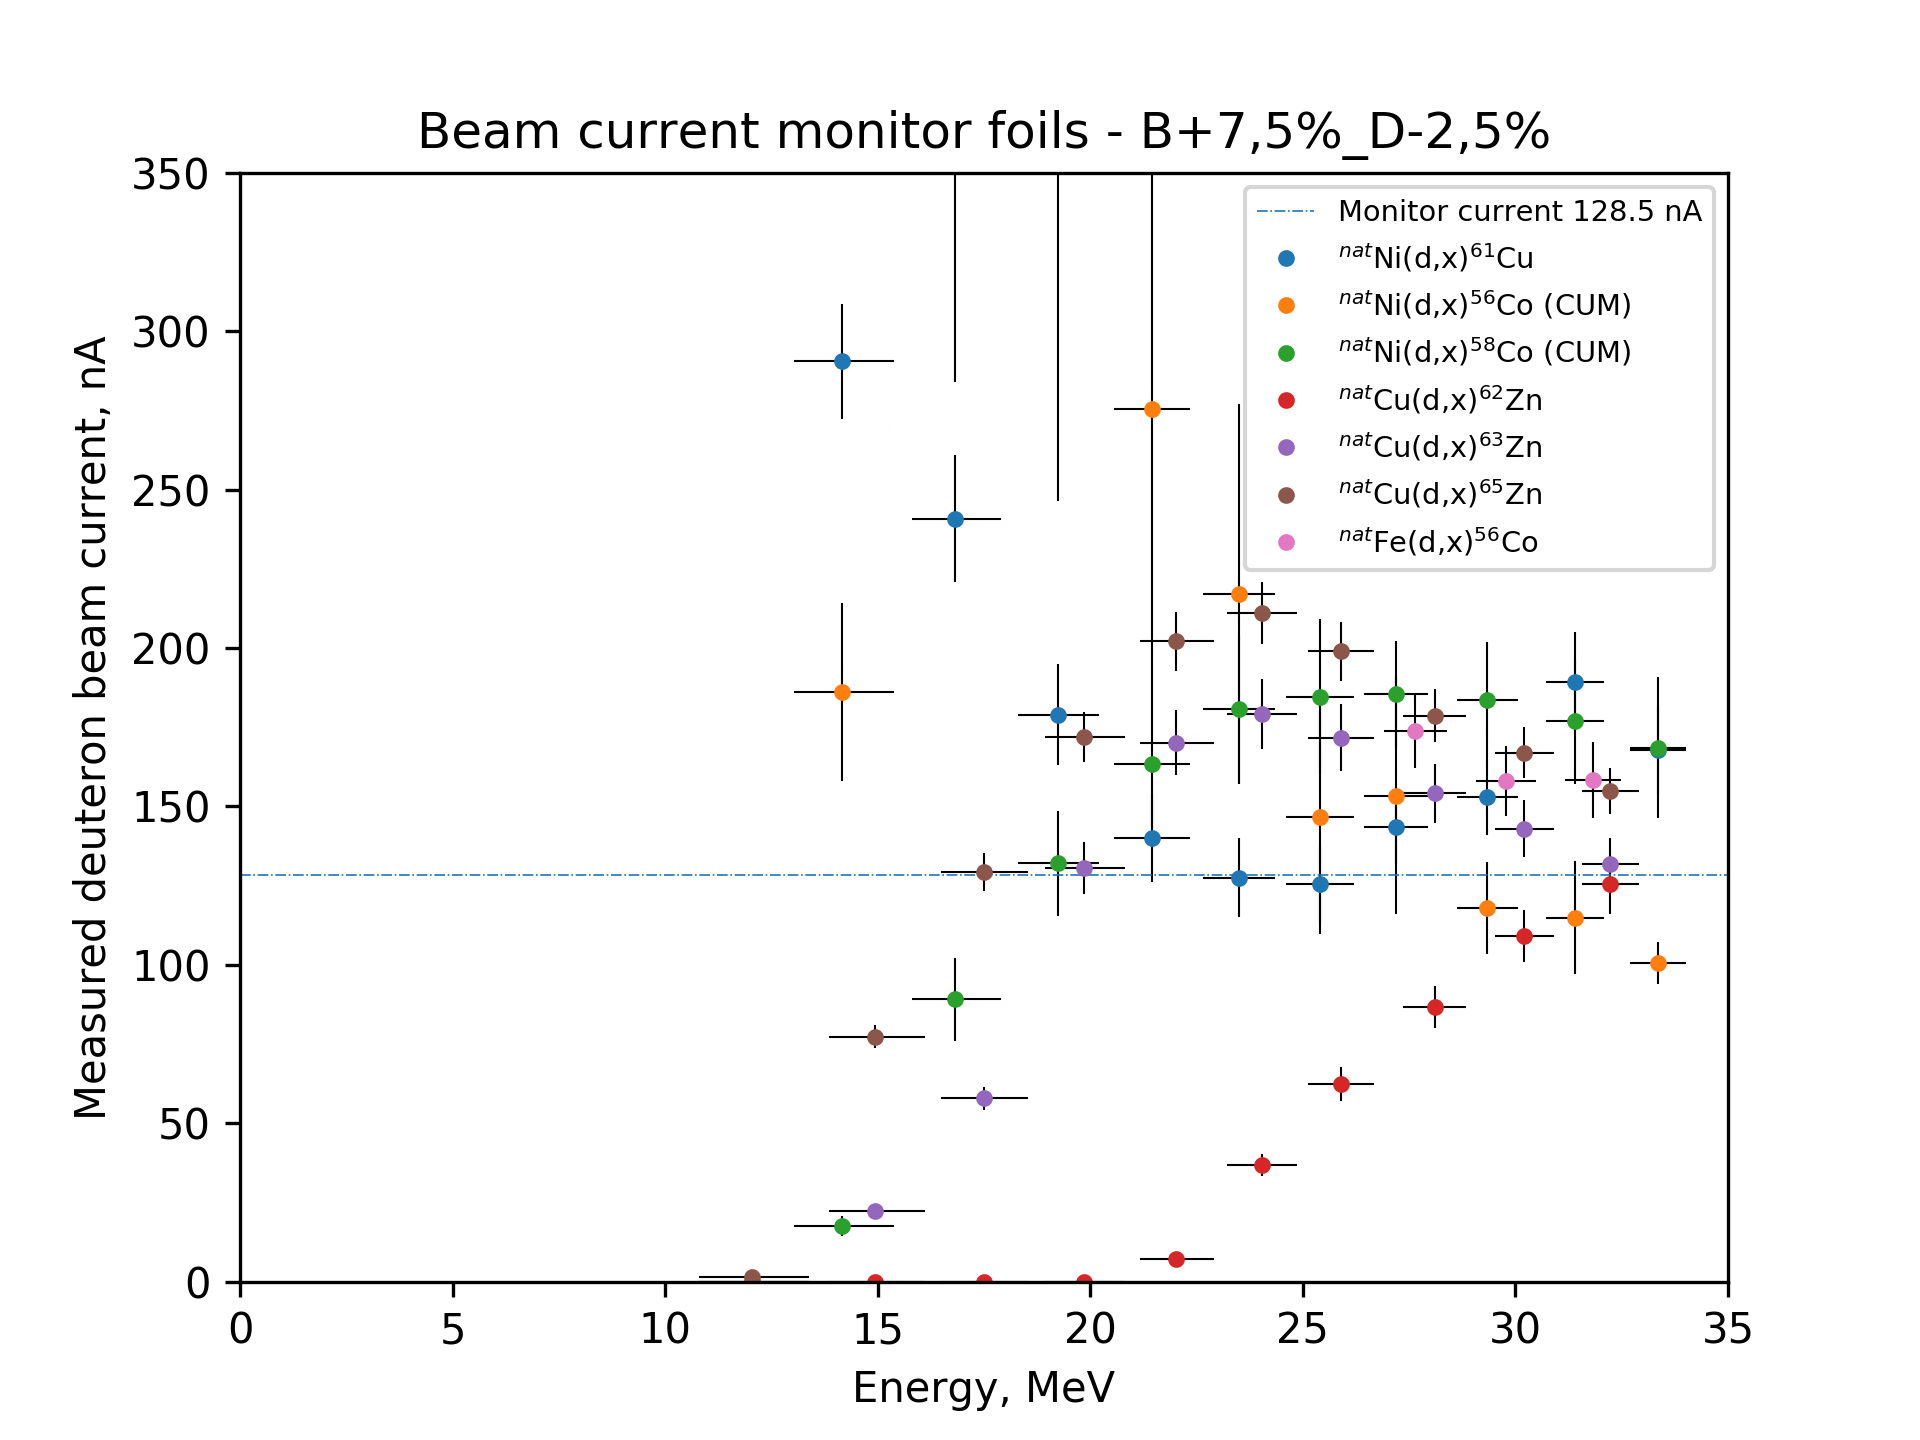 Beam current monitor foils - B+7,5%_D-2,5%
Measured deuteron beam current, nA
350
300
250
200
150
100
50
0
Monitor current 128.5 nA
natNi(d,x)61Cu
natNi(d,x)56Co (CUM)
natNi(d,x)58Co (CUM)
natCu(d,x)62Zn
natCu(d,x)63Zn
natCu(d,x)65Zn
natFe(d,x)56Co
0 5 10 15 20 25 30 35
Energy, MeV